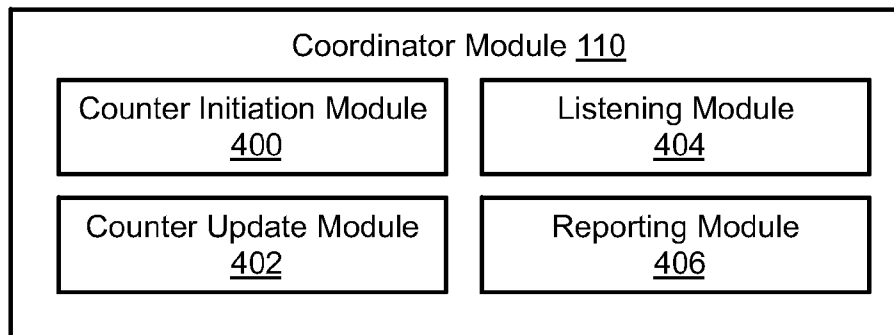 Coordinator Module 110
Counter Initiation Module
400
Listening Module
404
Counter Update Module
402
Reporting Module
406